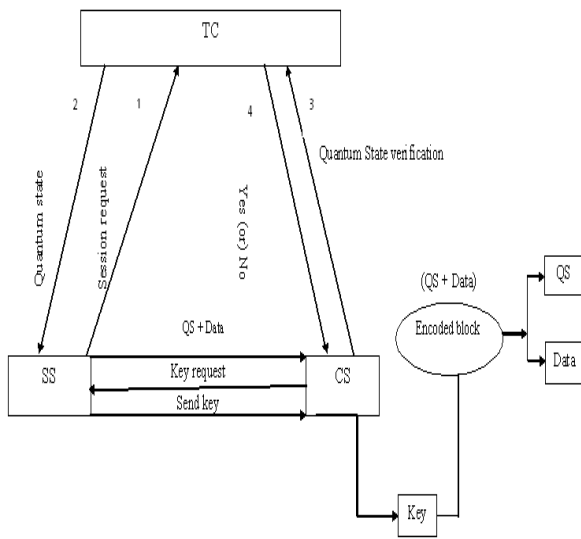 TC
2
1
4
3
Quantum State verification
Quantum state
Session request
Yes (or) No
(QS + Data)
QS
QS + Data
Encoded block
SS
Key request
CS
Data
Send key
Key